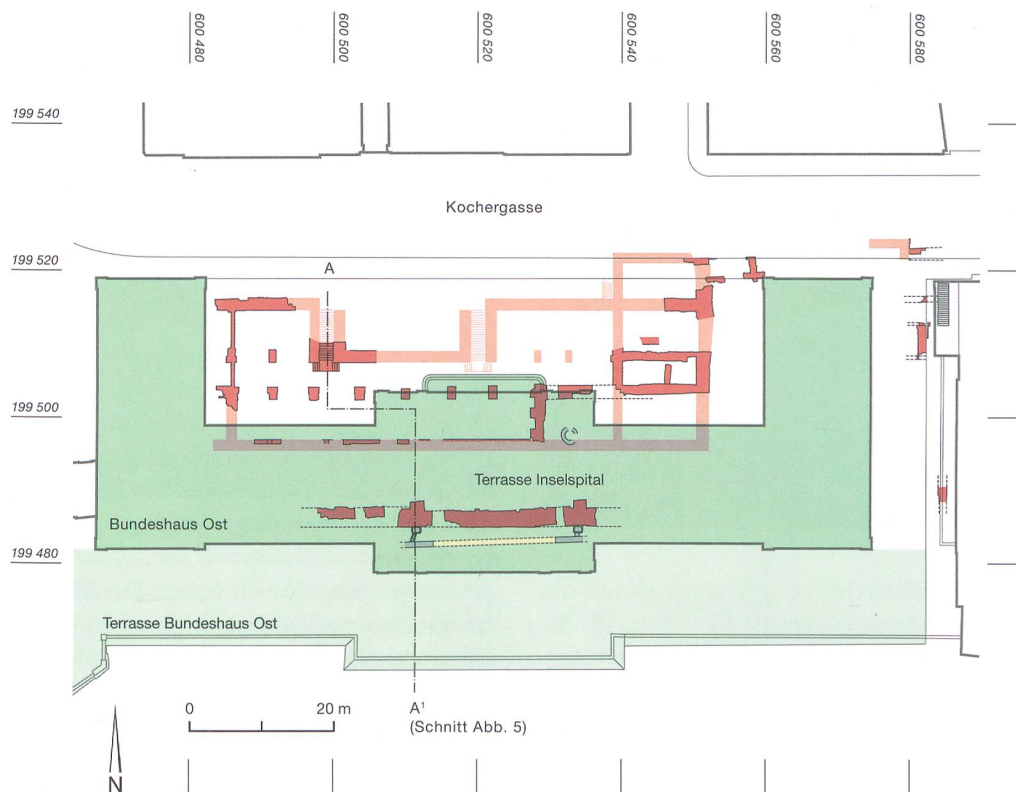 600 480
600 500
600 520
600 540
600 560
600 580
199 540
Kochergasse
199 520
A
199 500
Terrasse Inselspital
Bundeshaus Ost
199 480
Terrasse Bundeshaus Ost
0 20 m
A¹
(Schnitt Abb. 5)
N